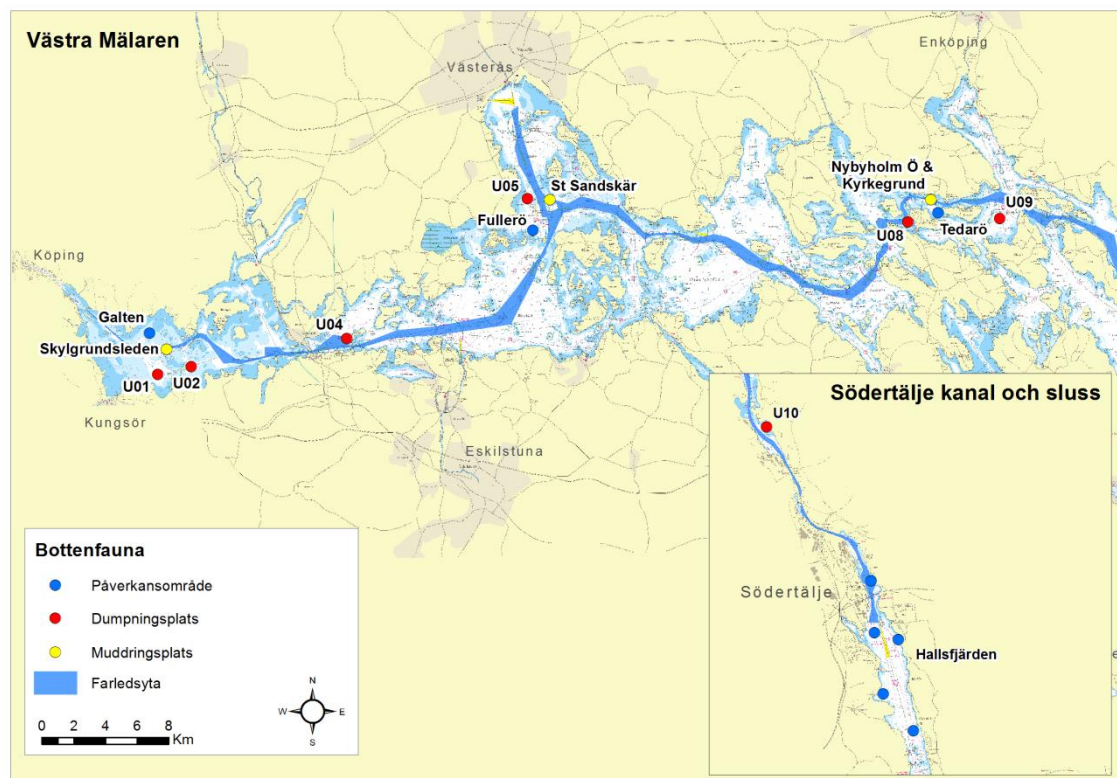 Västra Mälaren
Enköping
Västerås
Nybyholm Ö &
Kyrkegrund
U05
St Sandskär
U09
Fullerö
Tedarö
U08
Köping
Galten
U04
Skylgrundsleden
U01
U02
Kungsör
Eskilstuna
Södertälje kanal och sluss
U10
Södertälje
Hallsfjärden
Bottenfauna
Påverkansområde
Dumpningsplats
Muddringsplats
Farledsyta
N
W
E
S
0 2 4 6 8
Km